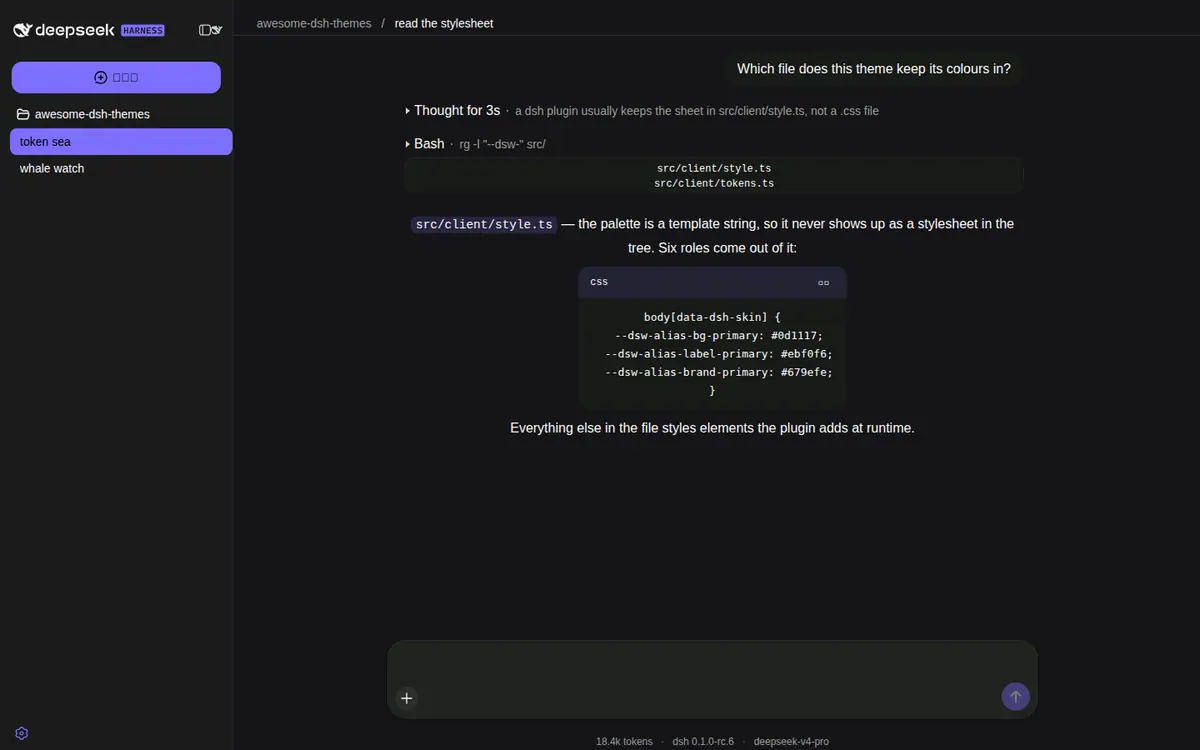 deepseek HARNESS
awesome-dsh-themes
token sea
whale watch
awesome-dsh-themes / read the stylesheet
Which file does this theme keep its colours in?
Thought for 3s · a dsh plugin usually keeps the sheet in src/client/style.ts, not a .css file
Bash · rg -l "--dsw-" src/
src/client/style.ts
src/client/tokens.ts
src/client/style.ts — the palette is a template string, so it never shows up as a stylesheet in the
tree. Six roles come out of it:
css
body[data-dsh-skin] {
--dsw-alias-bg-primary: #0d1117;
--dsw-alias-label-primary: #ebf0f6;
--dsw-alias-brand-primary: #679efe;
}
Everything else in the file styles elements the plugin adds at runtime.
18.4k tokens · dsh 0.1.0-rc.6 · deepseek-v4-pro